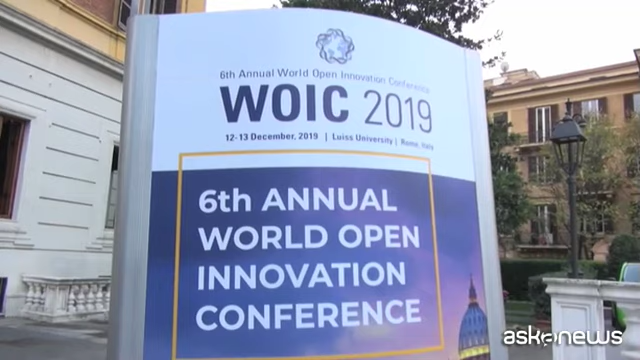 6th Annual World Open Innovation Conference
WOIC 2019
12-13 December, 2019 | Luiss University | Rome, Italy
6th ANNUAL
WORLD OPEN
INNOVATION
CONFERENCE
askanews